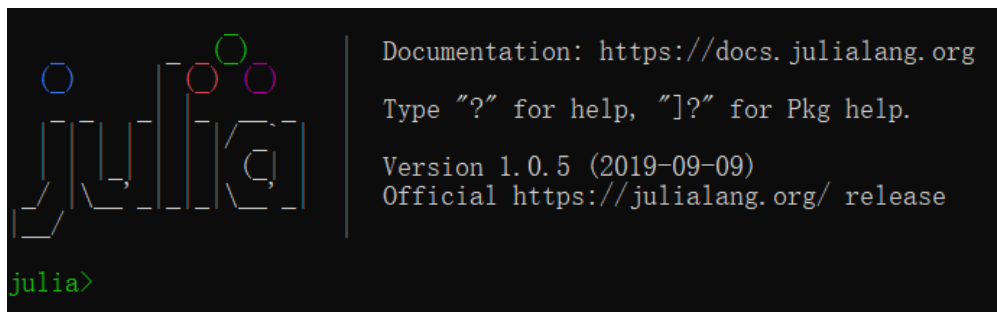 Documentation: https://docs.julialang.org
Type "?" for help, "]?" for Pkg help.
Version 1.0.5 (2019-09-09)
Official https://julialang.org/ release
julia>